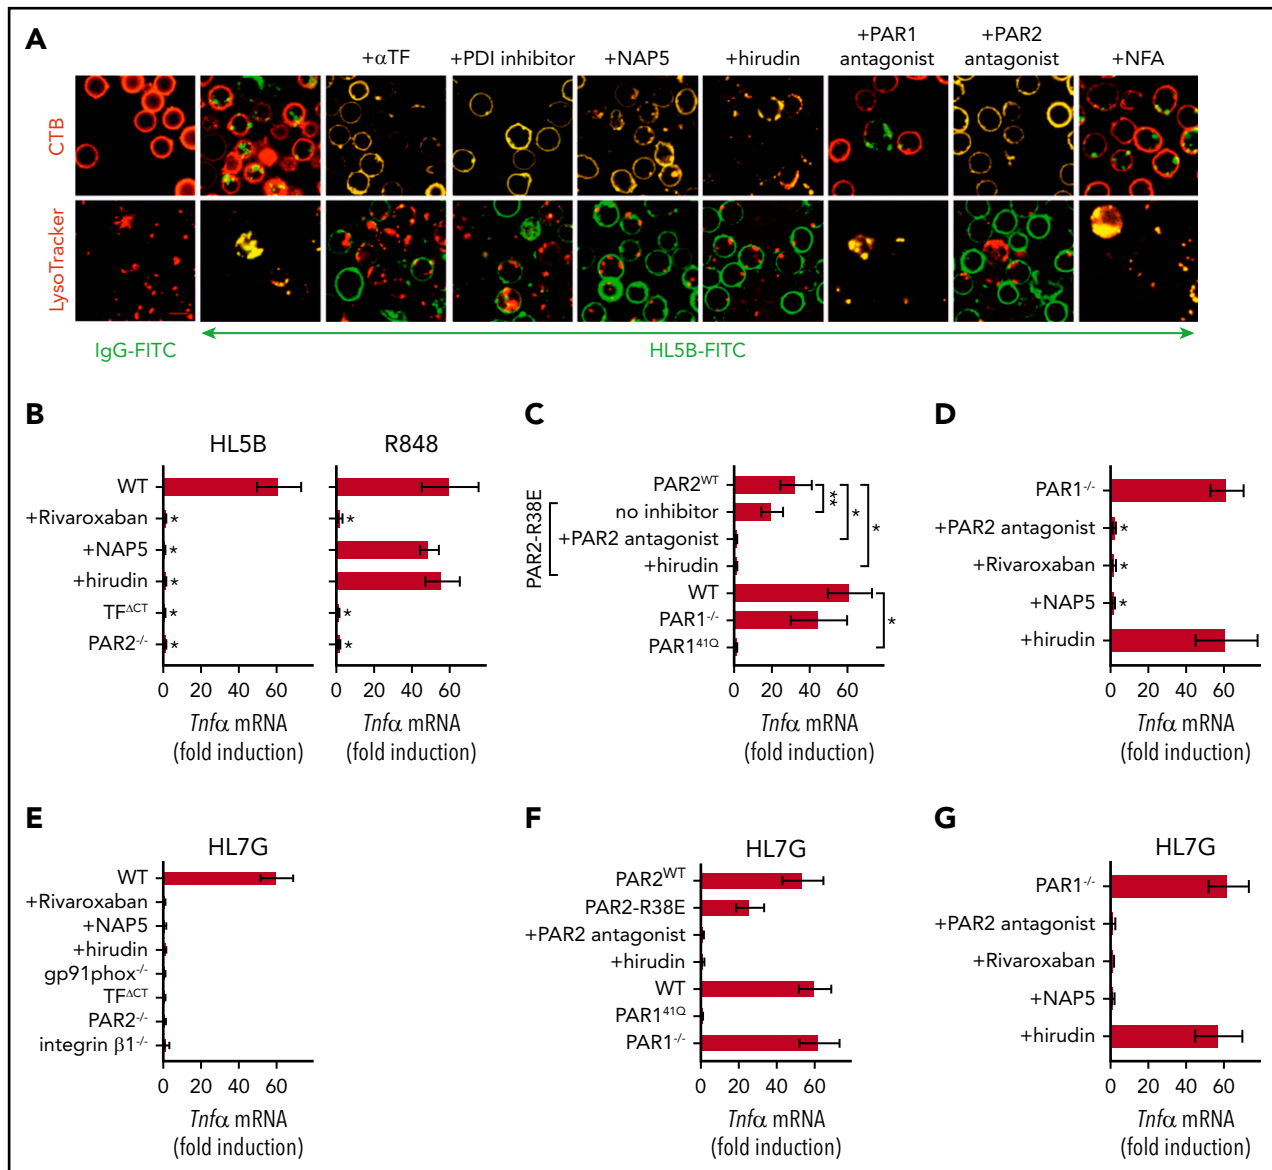 A
+αTF
+PDI inhibitor
+NAP5
+hirudin
+PAR1
antagonist
+PAR2
antagonist
+NFA
CTB
LysoTracker
IgG-FITC
HL5B-FITC
B
HL5B
R848
WT
+Rivaroxaban
*
*
+NAP5
*
+hirudin
*
TFΔCT
*
*
PAR2-/-
*
*
0 20 40 60
0 20 40 60
Tnfα mRNA
(fold induction)
Tnfα mRNA
(fold induction)
C
PAR2WT
PAR2-R38E
no inhibitor
+PAR2 antagonist
+hirudin
WT
PAR1-/-
PAR141Q
**
*
*
*
0 20 40 60
Tnfα mRNA
(fold induction)
D
PAR1-/-
+PAR2 antagonist
*
+Rivaroxaban
*
+NAP5
*
+hirudin
0 20 40 60
Tnfα mRNA
(fold induction)
E
HL7G
WT
+Rivaroxaban
+NAP5
+hirudin
gp91phox-/-
TFΔCT
PAR2-/-
integrin β1-/-
0 20 40 60
Tnfα mRNA
(fold induction)
F
HL7G
PAR2WT
PAR2-R38E
+PAR2 antagonist
+hirudin
WT
PAR141Q
PAR1-/-
0 20 40 60
Tnfα mRNA
(fold induction)
G
HL7G
PAR1-/-
+PAR2 antagonist
+Rivaroxaban
+NAP5
+hirudin
0 20 40 60
Tnfα mRNA
(fold induction)